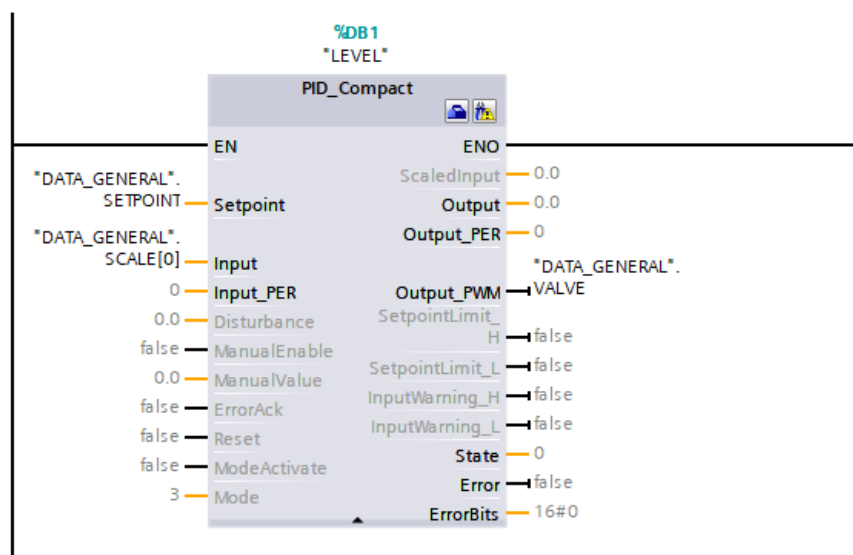 %DB1
"LEVEL"
PID_Compact
EN ENO
"DATA_GENERAL".
SETPOINT Setpoint
ScaledInput 0.0
Output 0.0
Output_PER 0
"DATA_GENERAL".
SCALE[0] Input
"DATA_GENERAL".
0 Input_PER Output_PWM VALVE
0.0 Disturbance SetpointLimit_
H false
false ManualEnable
SetpointLimit_L false
0.0 ManualValue
InputWarning_H false
false ErrorAck
InputWarning_L false
false Reset
State 0
false ModeActivate
Error false
3 Mode
ErrorBits 16#0